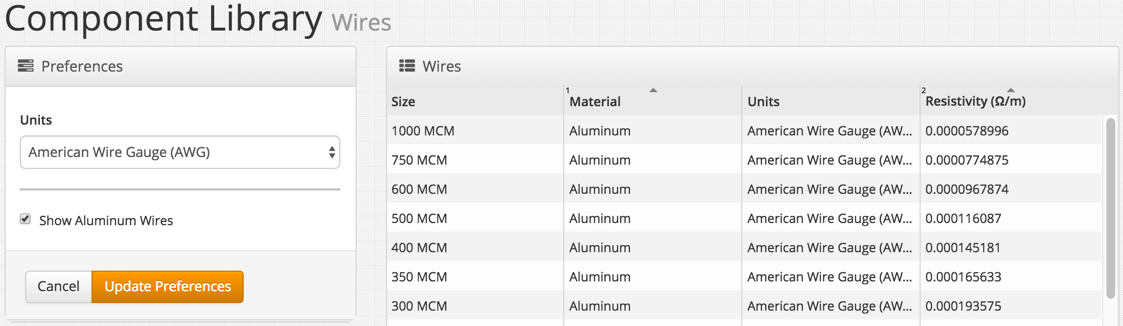 Component Library Wires
Preferences
Units
American Wire Gauge (AWG)
Show Aluminum Wires
Cancel Update Preferences
Wires
Size 1 Material Units 2 Resistivity (Ω/m)
1000 MCM Aluminum American Wire Gauge (AW... 0.0000578996
750 MCM Aluminum American Wire Gauge (AW... 0.0000774875
600 MCM Aluminum American Wire Gauge (AW... 0.0000967874
500 MCM Aluminum American Wire Gauge (AW... 0.000116087
400 MCM Aluminum American Wire Gauge (AW... 0.000145181
350 MCM Aluminum American Wire Gauge (AW... 0.000165633
300 MCM Aluminum American Wire Gauge (AW... 0.000193575